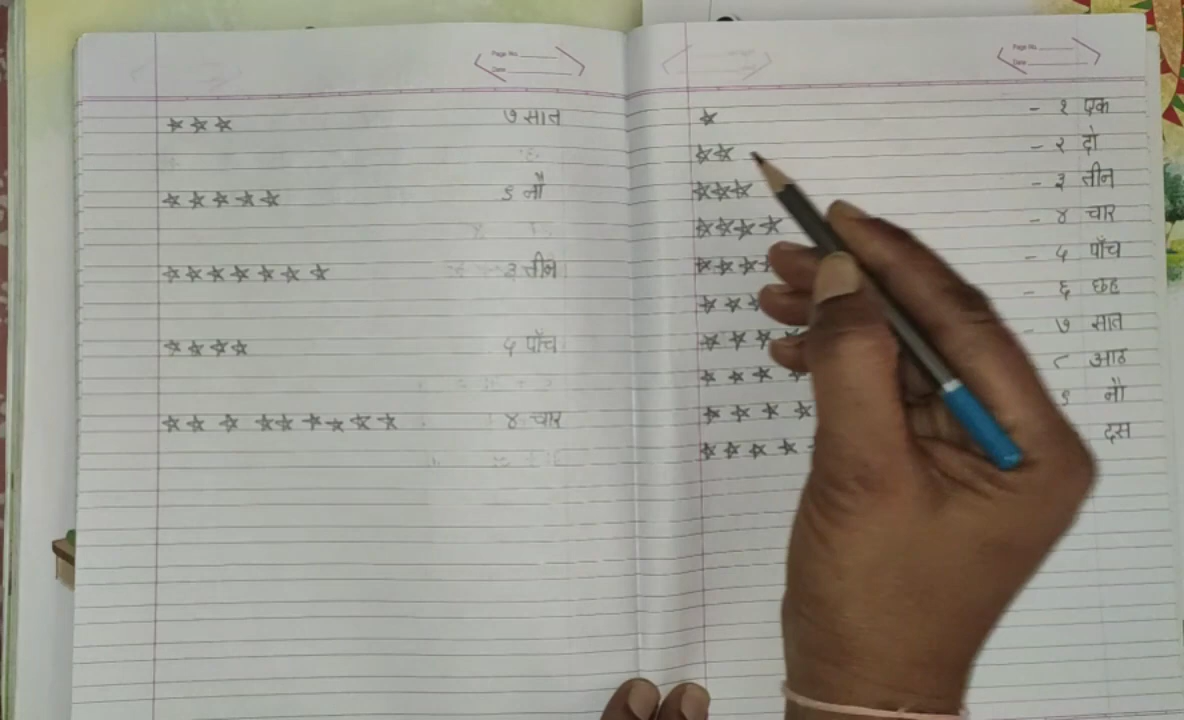 Page No.
Date
७ सात
९ नौ
३ तीन
५ पाँच
४ चार
Page No.
Date
- १ एक
- २ दो
- ३ तीन
- ४ चार
- ५ पाँच
- ६ छह
- ७ सात
८ आठ
९ नौ
दस